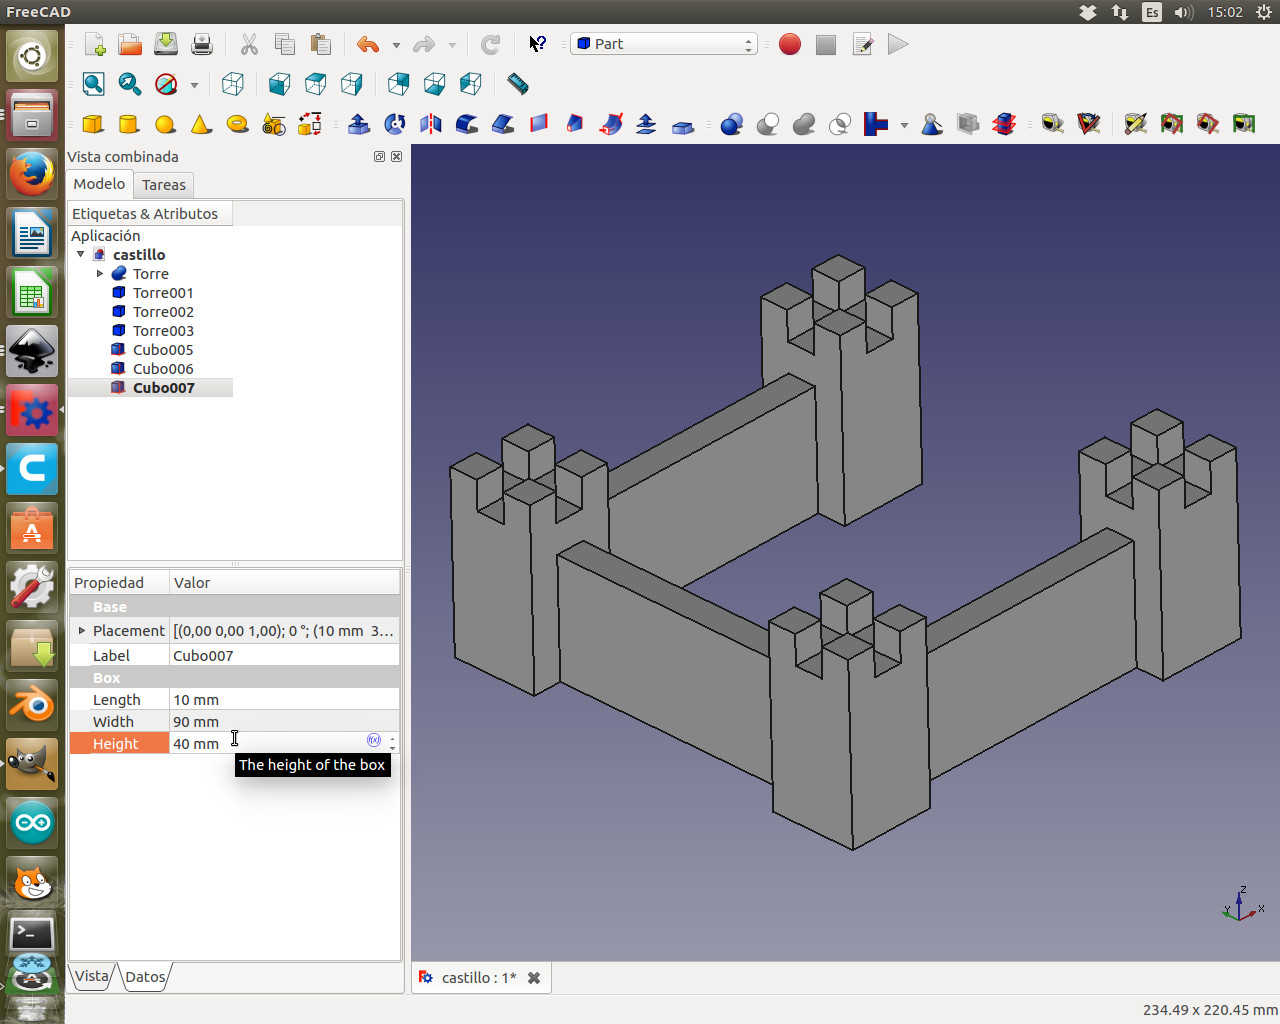 FreeCAD
Es
15:02
Part
Vista combinada
Modelo
Tareas
Etiquetas & Atributos
Aplicación
castillo
Torre
Torre001
Torre002
Torre003
Cubo005
Cubo006
Cubo007
Propiedad Valor
Base
Placement [(0,00 0,00 1,00); 0 °; (10 mm 3...
Label Cubo007
Box
Length 10 mm
Width 90 mm
Height 40 mm
f(x)
The height of the box
Z
Y
X
Vista
Datos
castillo : 1*
234.49 x 220.45 mm